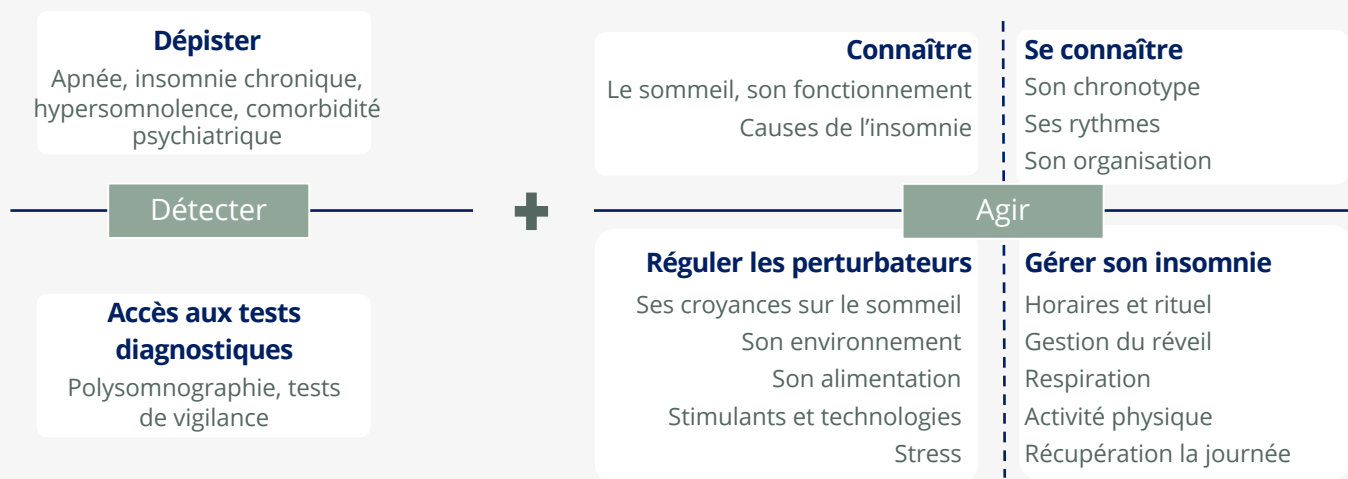 Dépister
Apnée, insomnie chronique,
hypersomnolence, comorbidité
psychiatrique
Détecter
Accès aux tests
diagnostiques
Polysomnographie, tests
de vigilance
+
Connaître
Le sommeil, son fonctionnement
Causes de l’insomnie
Se connaître
Son chronotype
Ses rythmes
Son organisation
Agir
Réguler les perturbateurs
Ses croyances sur le sommeil
Son environnement
Son alimentation
Stimulants et technologies
Stress
Gérer son insomnie
Horaires et rituel
Gestion du réveil
Respiration
Activité physique
Récupération la journée